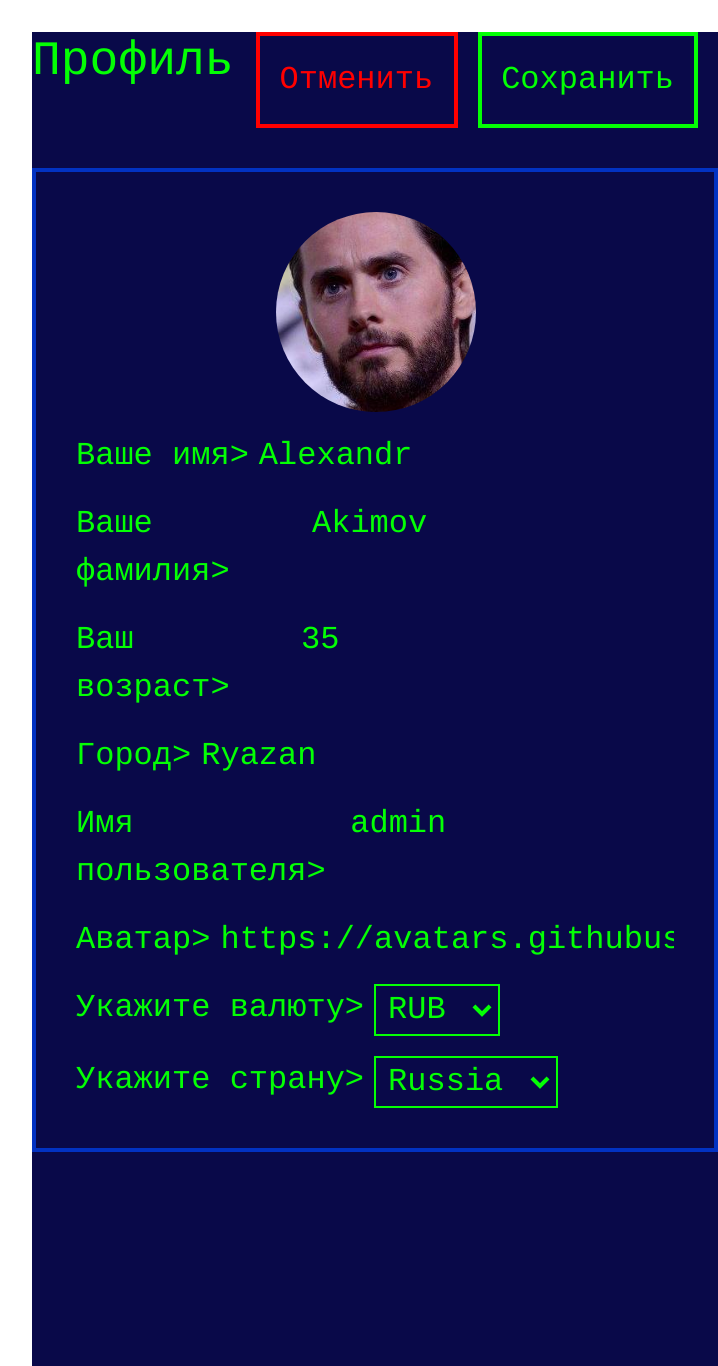 Профиль Отменить Сохранить
Ваше имя> Alexandr
Ваше Akimov
фамилия>
Ваш 35
возраст>
Город> Ryazan
Имя admin
пользователя>
Аватар> https://avatars.githubus
Укажите валюту> RUB
Укажите страну> Russia